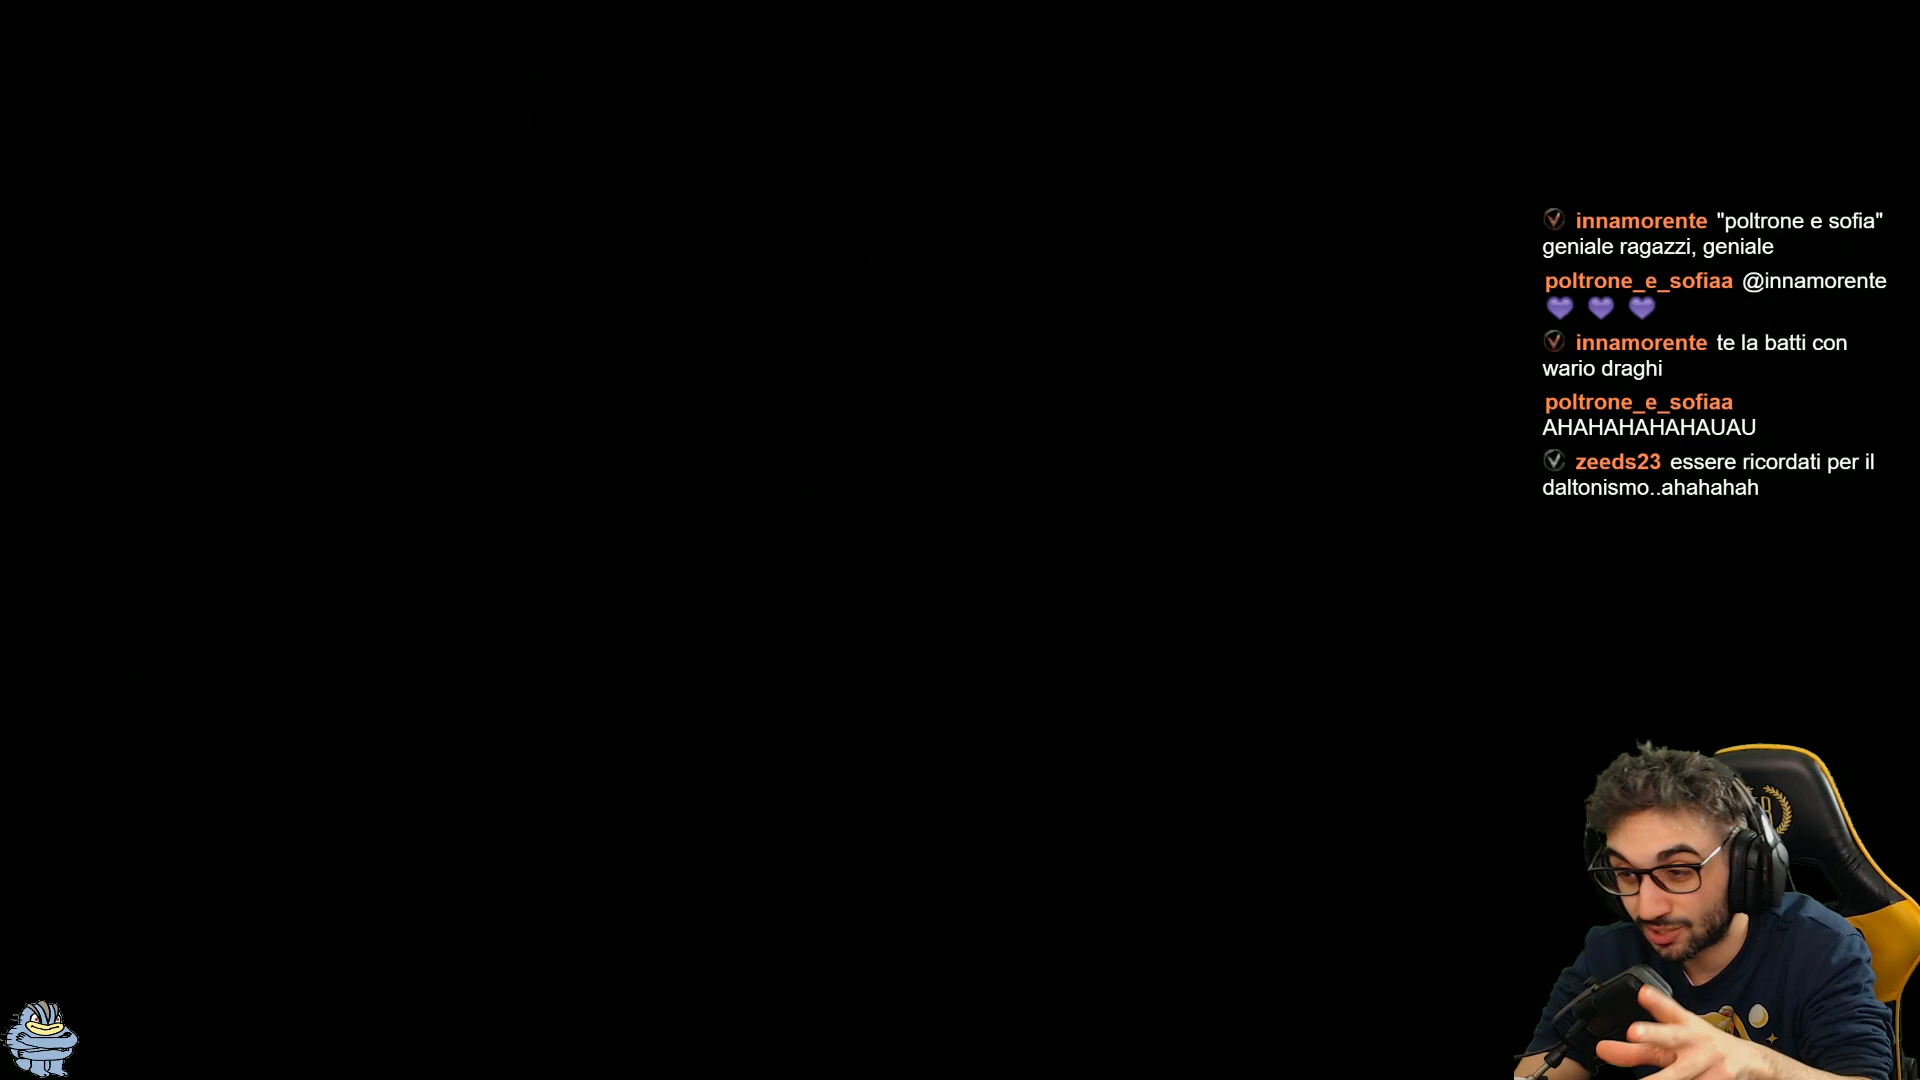 innamorente "poltrone e sofia"
geniale ragazzi, geniale
poltrone_e_sofiaa @innamorente
innamorente te la batti con
wario draghi
poltrone_e_sofiaa
AHAHAHAHAHAUAU
zeeds23 essere ricordati per il
daltonismo..ahahahah